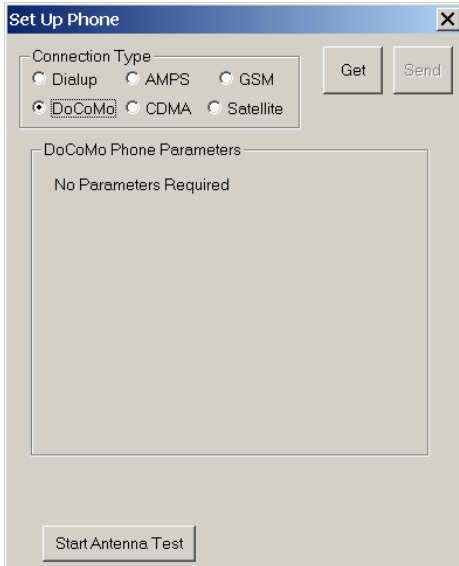 Set Up Phone
Connection Type
Dialup AMPS GSM
DoCoMo CDMA Satellite
Get Send
DoCoMo Phone Parameters
No Parameters Required
Start Antenna Test